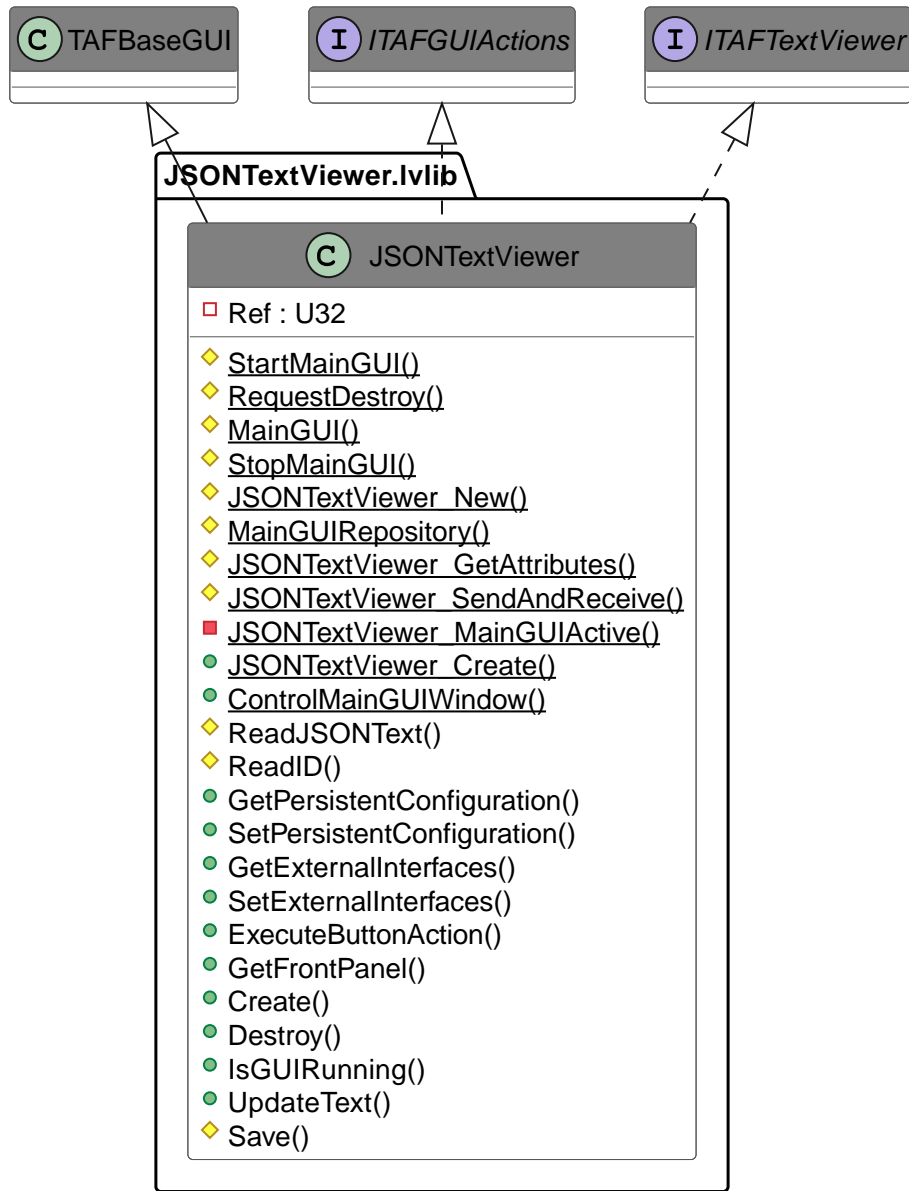 C TAFBaseGUI
I ITAFGUIActions
I ITAFTextViewer
JSONTextViewer.lvlib
C JSONTextViewer
Ref : U32
StartMainGUI()
RequestDestroy()
MainGUI()
StopMainGUI()
JSONTextViewer_New()
MainGUIRepository()
JSONTextViewer_GetAttributes()
JSONTextViewer_SendAndReceive()
JSONTextViewer_MainGUIActive()
JSONTextViewer_Create()
ControlMainGUIWindow()
ReadJSONText()
ReadID()
GetPersistentConfiguration()
SetPersistentConfiguration()
GetExternalInterfaces()
SetExternalInterfaces()
ExecuteButtonAction()
GetFrontPanel()
Create()
Destroy()
IsGUIRunning()
UpdateText()
Save()